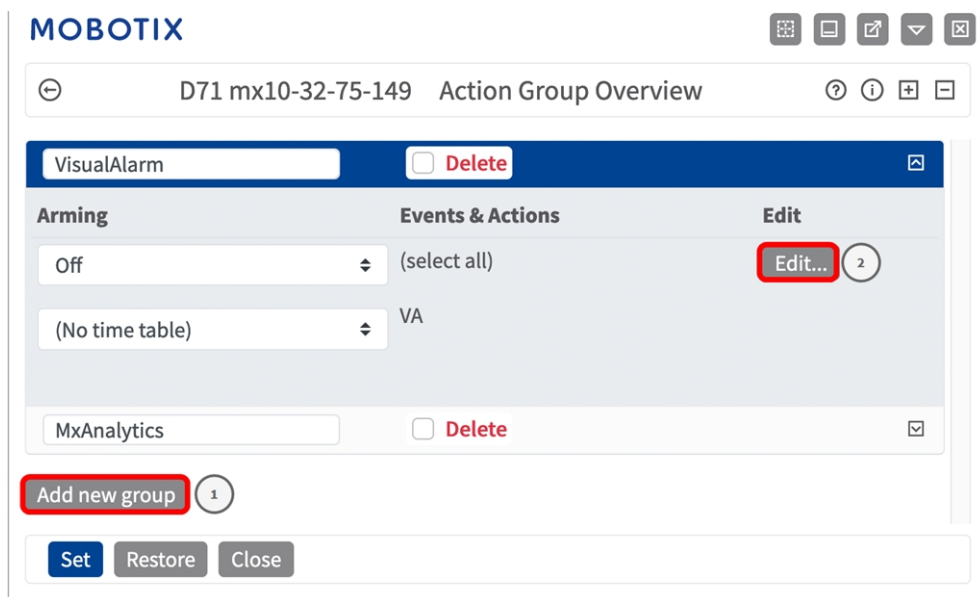 MOBOTIX
D71 mx10-32-75-149 Action Group Overview
VisualAlarm Delete
Arming Events & Actions Edit
Off (select all) Edit... 2
(No time table) VA
MxAnalytics Delete
Add new group 1
Set Restore Close